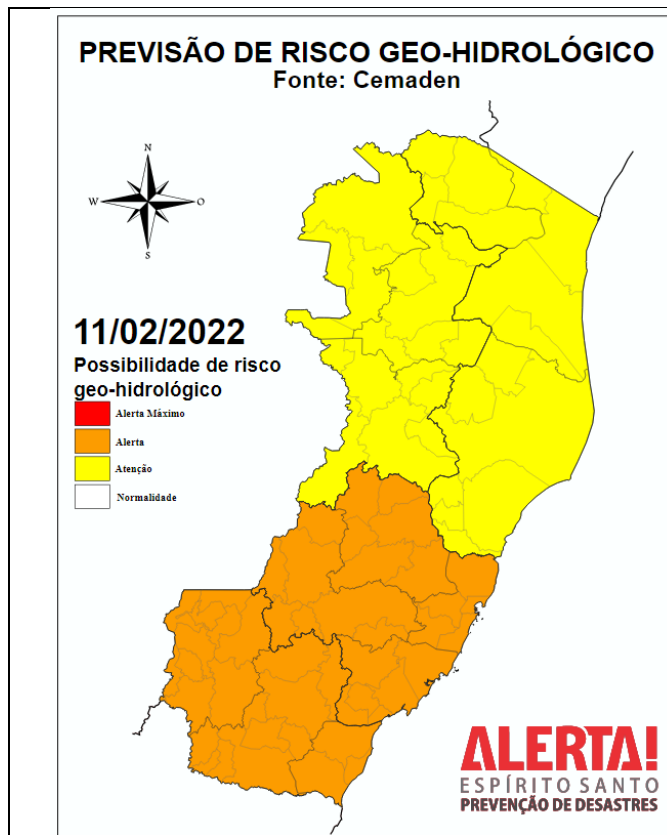 PREVISÃO DE RISCO GEO-HIDROLÓGICO
Fonte: Cemaden
N
W
O
S
11/02/2022
Possibilidade de risco
geo-hidrológico
Alerta Máximo
Alerta
Atenção
Normalidade
ALERTA!
ESPÍRITO SANTO
PREVENÇÃO DE DESASTRES